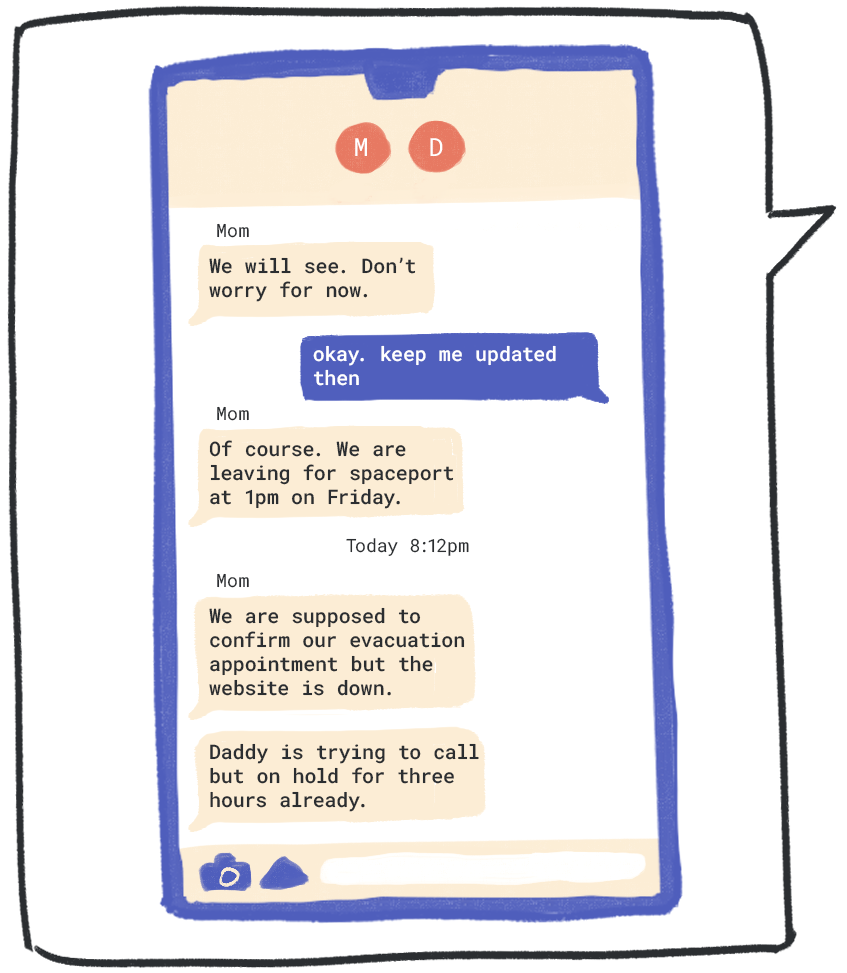 M D
Mom
We will see. Don’t
worry for now.
okay. keep me updated
then
Mom
Of course. We are
leaving for spaceport
at 1pm on Friday.
Today 8:12pm
Mom
We are supposed to
confirm our evacuation
appointment but the
website is down.
Daddy is trying to call
but on hold for three
hours already.